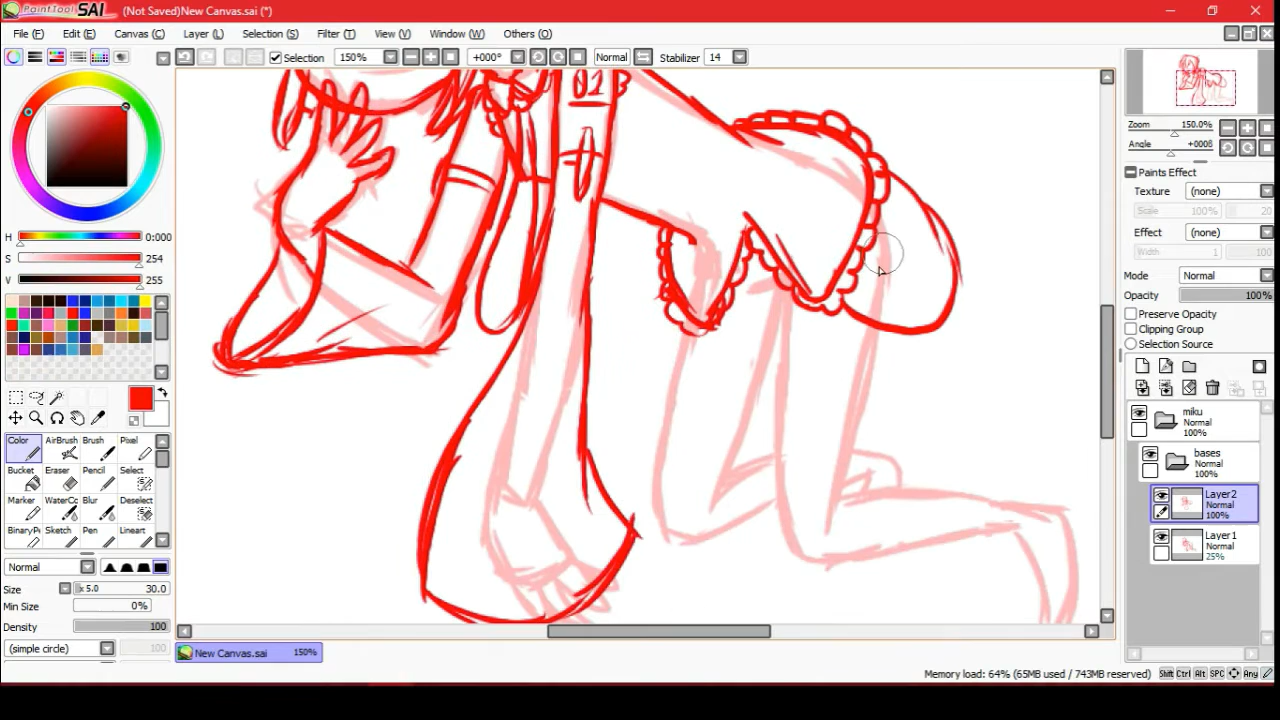 PaintTool SAI (Not Saved)New Canvas.sai (*)
File (F) Edit (E) Canvas (C) Layer (L) Selection (S) Filter (T) View (V) Window (W) Others (O)
Selection 150% +000° Normal Stabilizer 14
01
Zoom 150.0%
Angle +000§
Paints Effect
Texture (none)
Scale 100% 20
Effect (none)
Width 1 100
Mode Normal
Opacity 100%
Preserve Opacity
Clipping Group
Selection Source
H 0:000
S 254
V 255
miku
Normal
100%
bases
Normal
100%
Layer2
Normal
100%
Layer1
Normal
25%
Color AirBrush Brush Pixel
Bucket Eraser Pencil Select
Marker WaterCo Blur Deselect
BinaryPe Sketch Pen Lineart
Normal
Size x 5.0 30.0
Min Size 0%
Density 100
(simple circle) 100%
New Canvas.sai 150%
Memory load: 64% (65MB used / 743MB reserved) Shift Ctrl Alt SPC Any